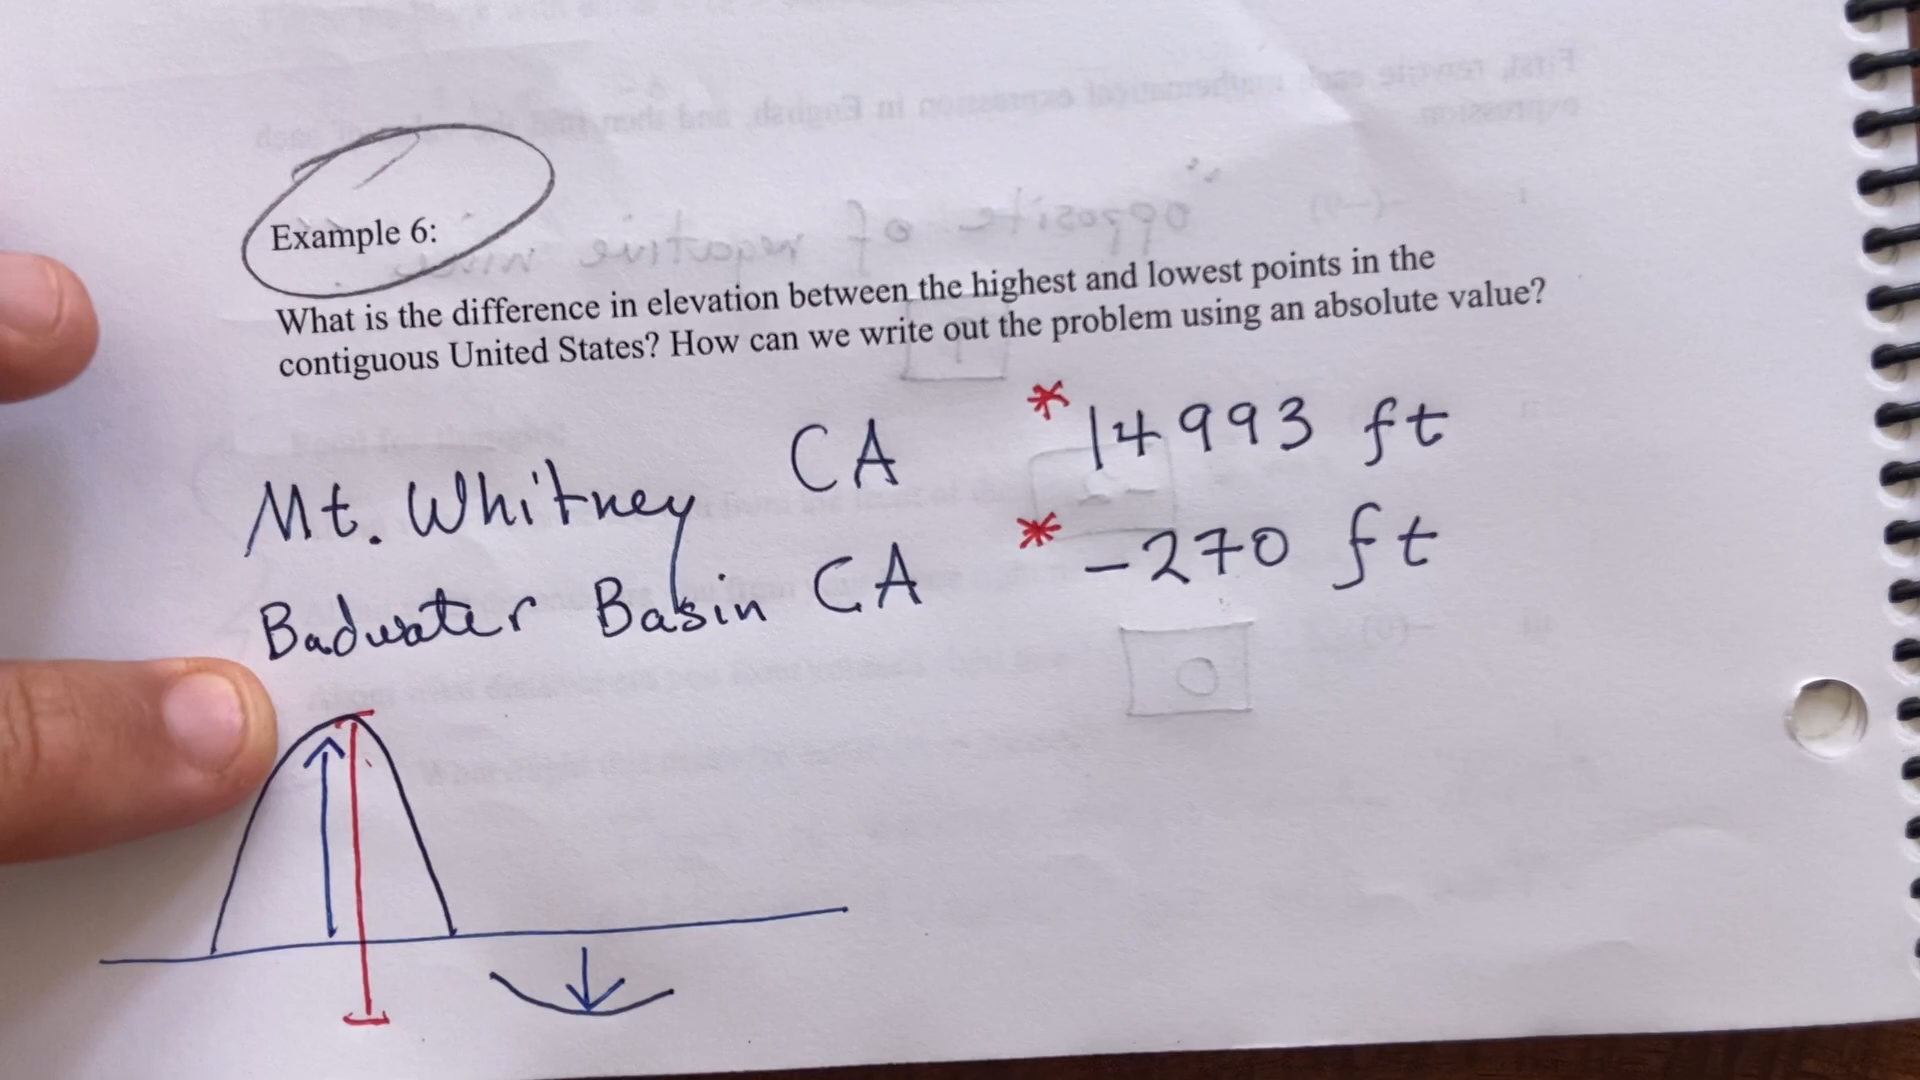 Example 6:
What is the difference in elevation between the highest and lowest points in the
contiguous United States? How can we write out the problem using an absolute value?
Mt. Whitney CA * 14993 ft
Badwater Basin CA * -270 ft